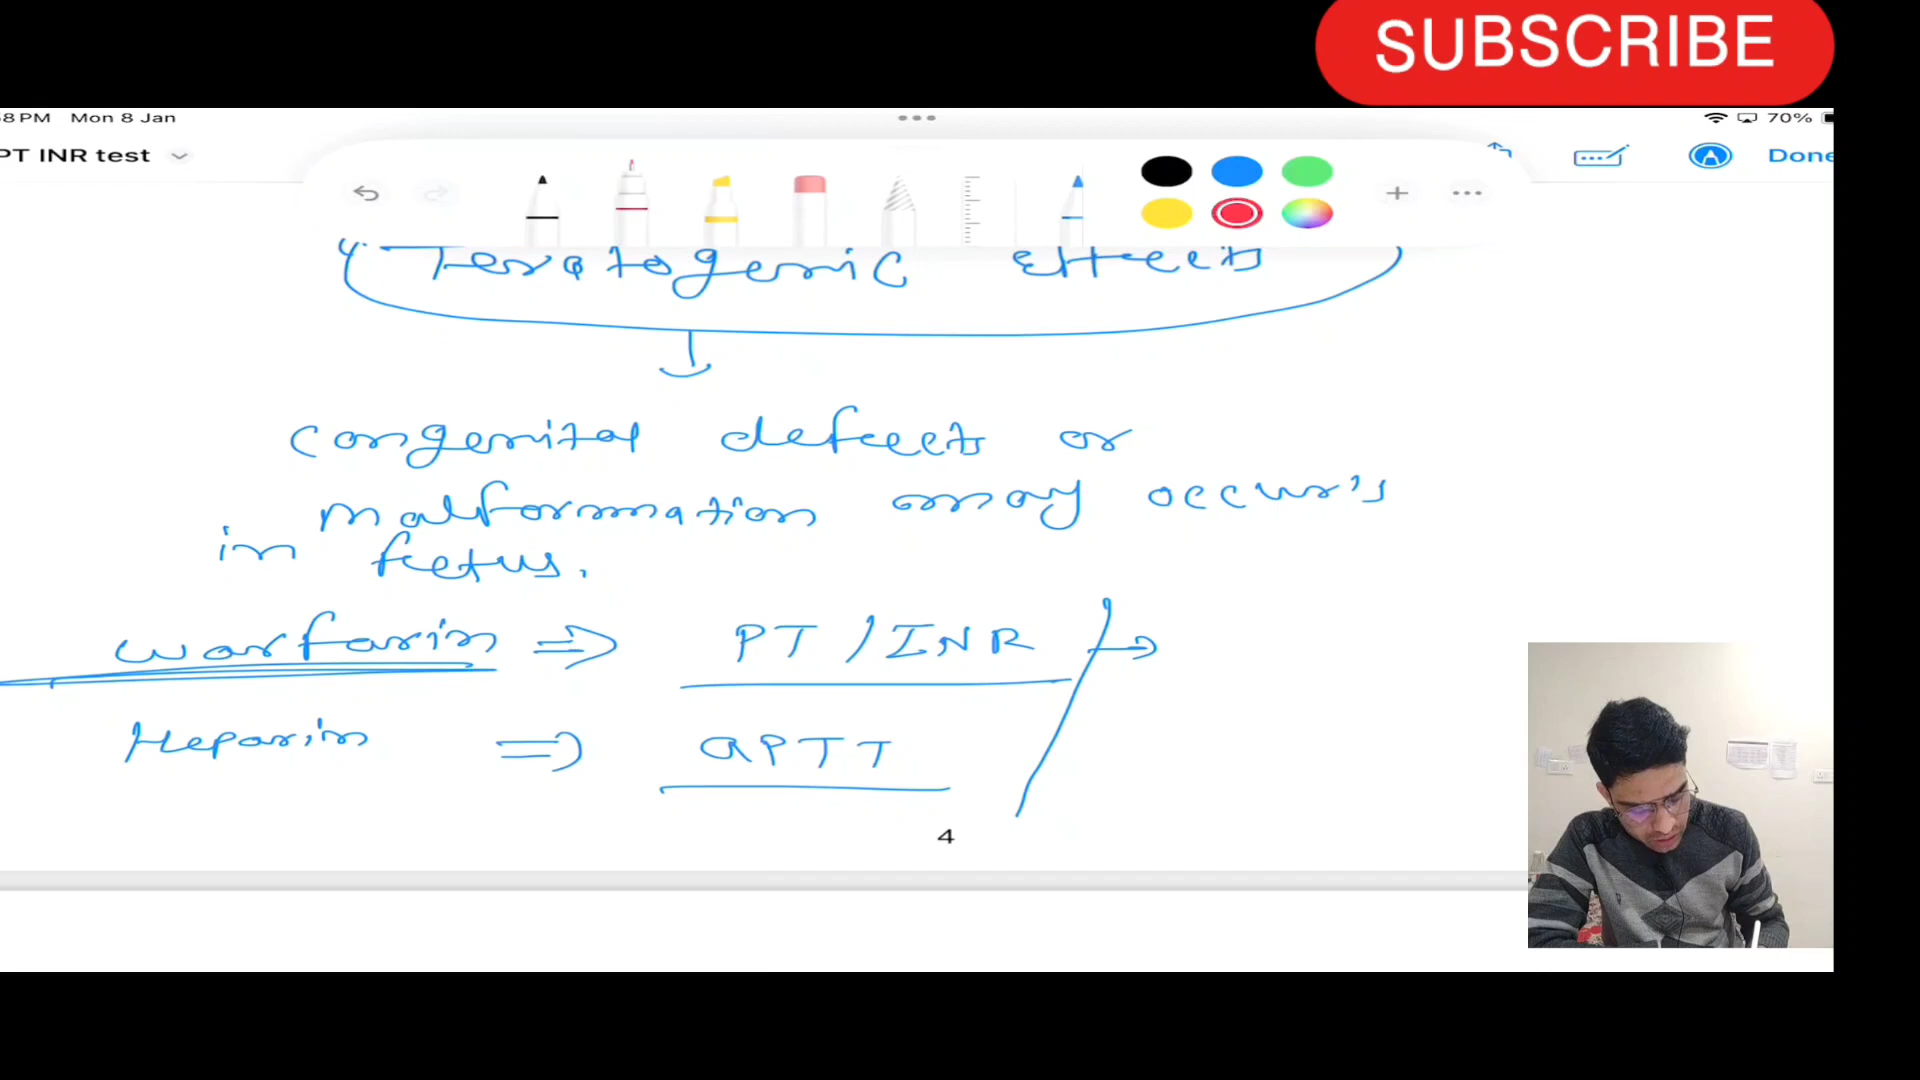 SUBSCRIBE
8 PM Mon 8 Jan
70%
PT INR test
Done
"Teratogenic effects
congenital defects or
malformation may occur's
in fetus.
warfarin ⇒ PT/INR →
Heparin ⇒ aPTT
4